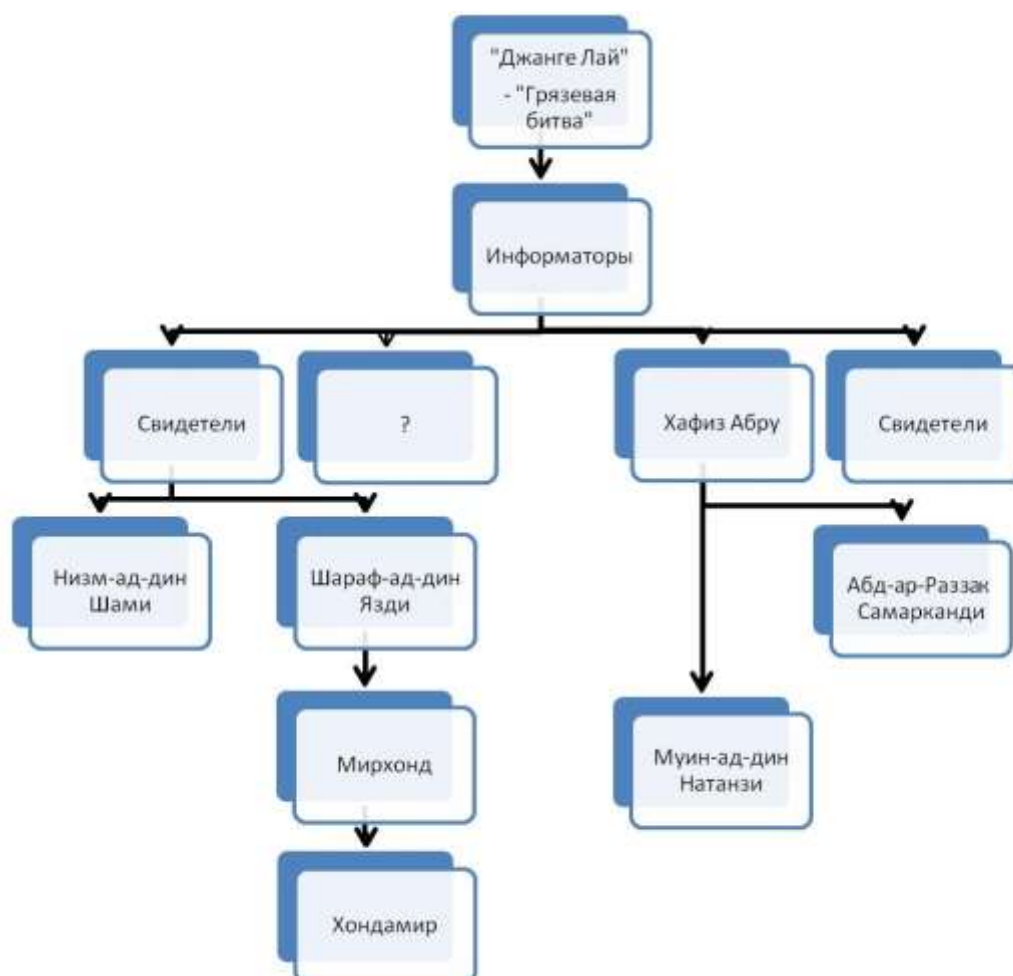 "Джанге Лай"
- "Грязевая
битва"
Информаторы
Свидетели
?
Хафиз Абру
Свидетели
Низм-ад-дин
Шами
Шараф-ад-дин
Язди
Абд-ар-Раззак
Самарканди
Мирхонд
Муин-ад-дин
Натанзи
Хондамир